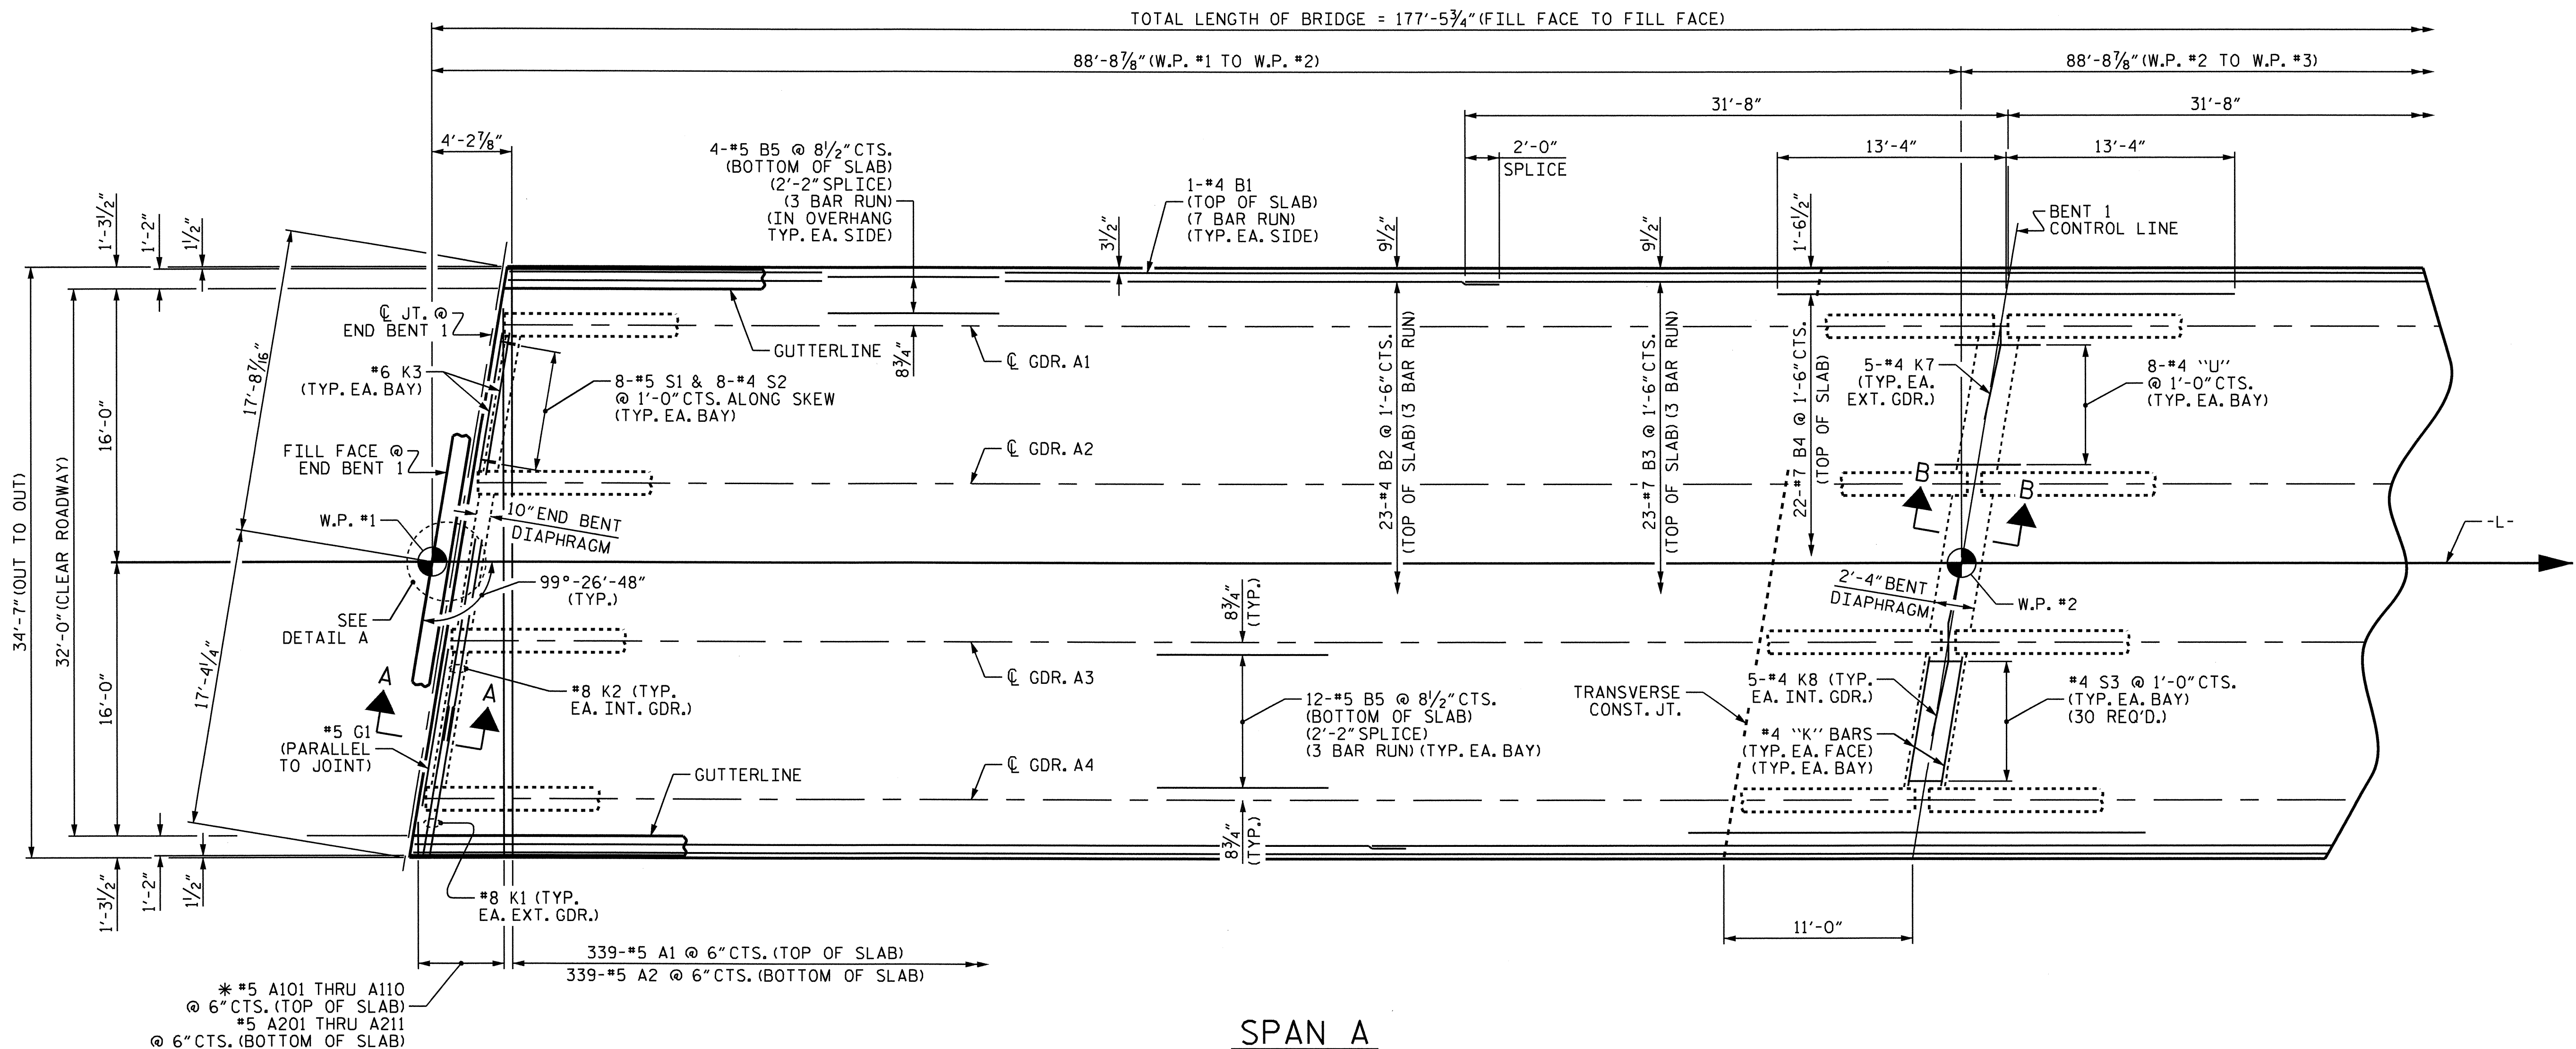 TOTAL LENGTH OF BRIDGE = 177'-5¾" (FILL FACE TO FILL FACE)
88'-8⅞" (W.P. #1 TO W.P. #2)
88'-8⅞" (W.P. #2 TO W.P. #3)
31'-8"
31'-8"
4'-2⅞"
13'-4"
13'-4"
2'-0"
SPLICE
4-#5 B5 @ 8½" CTS.
(BOTTOM OF SLAB)
(2'-2" SPLICE)
(3 BAR RUN)
(IN OVERHANG
TYP. EA. SIDE)
1-#4 B1
(TOP OF SLAB)
(7 BAR RUN)
(TYP. EA. SIDE)
BENT 1
CONTROL LINE
1'-3½"
1'-2"
1½"
3½"
9½"
9½"
1'-6½"
17'-8⁷⁄₁₆"
17'-4¼"
34'-7" (OUT TO OUT)
32'-0" (CLEAR ROADWAY)
16'-0"
16'-0"
℄ JT. @
END BENT 1
GUTTERLINE
8¾"
℄ GDR. A1
#6 K3
(TYP. EA. BAY)
8-#5 S1 & 8-#4 S2
@ 1'-0" CTS. ALONG SKEW
(TYP. EA. BAY)
5-#4 K7
(TYP. EA.
EXT. GDR.)
8-#4 "U"
@ 1'-0" CTS.
(TYP. EA. BAY)
FILL FACE @
END BENT 1
℄ GDR. A2
23-#4 B2 @ 1'-6" CTS.
(TOP OF SLAB) (3 BAR RUN)
23-#7 B3 @ 1'-6" CTS.
(TOP OF SLAB) (3 BAR RUN)
22-#7 B4 @ 1'-6" CTS.
(TOP OF SLAB)
B
B
W.P. #1
10" END BENT
DIAPHRAGM
-L-
99°-26'-48"
(TYP.)
SEE
DETAIL A
8¾"
(TYP.)
2'-4" BENT
DIAPHRAGM
W.P. #2
A
A
℄ GDR. A3
#8 K2 (TYP.
EA. INT. GDR.)
12-#5 B5 @ 8½" CTS.
(BOTTOM OF SLAB)
(2'-2" SPLICE)
(3 BAR RUN) (TYP. EA. BAY)
TRANSVERSE
CONST. JT.
5-#4 K8 (TYP.
EA. INT. GDR.)
#4 S3 @ 1'-0" CTS.
(TYP. EA. BAY)
(30 REQ'D.)
#5 G1
(PARALLEL
TO JOINT)
#4 "K" BARS
(TYP. EA. FACE)
(TYP. EA. BAY)
GUTTERLINE
℄ GDR. A4
8¾"
(TYP.)
1'-3½"
1'-2"
1½"
#8 K1 (TYP.
EA. EXT. GDR.)
11'-0"
339-#5 A1 @ 6" CTS. (TOP OF SLAB)
339-#5 A2 @ 6" CTS. (BOTTOM OF SLAB)
* #5 A101 THRU A110
@ 6" CTS. (TOP OF SLAB)
#5 A201 THRU A211
@ 6" CTS. (BOTTOM OF SLAB)
SPAN A